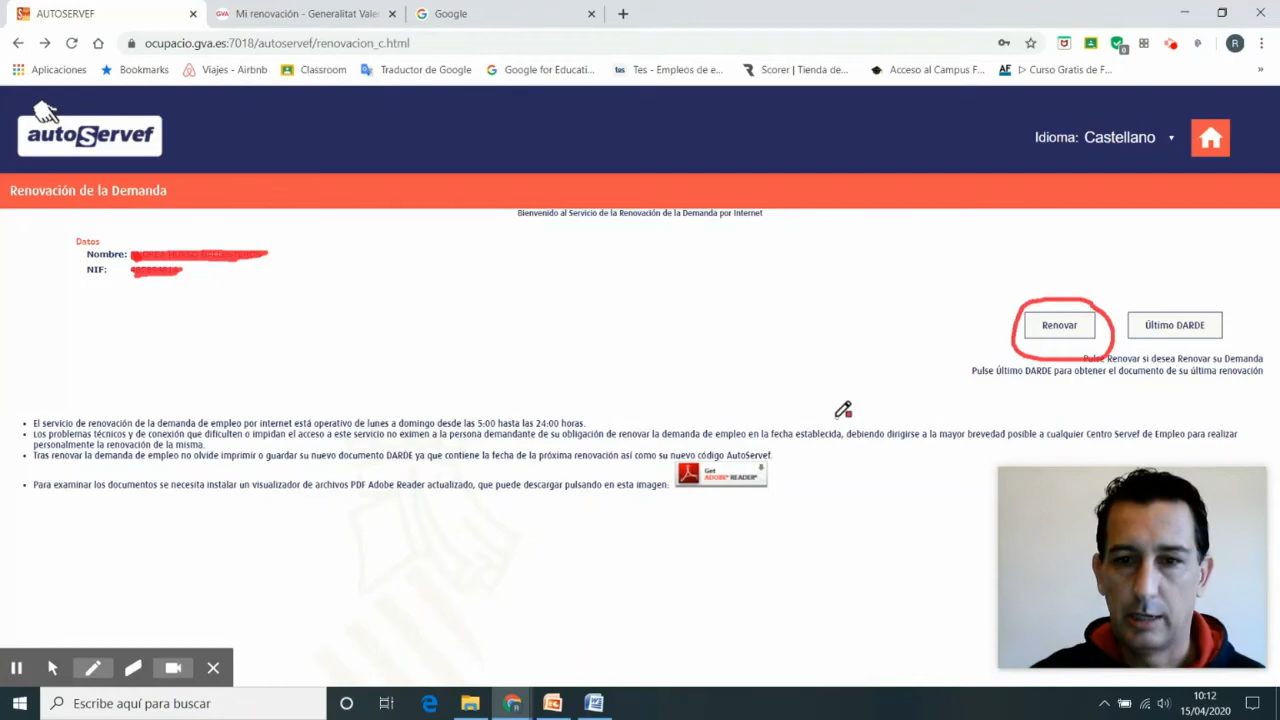 AUTOSERVEF
Mi renovación - Generalitat Vale
Google
ocupacio.gva.es:7018/autoservef/renovacion_c.html
R
Aplicaciones
Bookmarks
Viajes - Airbnb
Classroom
Traductor de Google
Google for Educati...
tes Tes - Empleos de e...
Scorer | Tienda de...
Acceso al Campus F...
AF ▷ Curso Gratis de F...
»
autoServef
Idioma: Castellano
Renovación de la Demanda
Bienvenido al Servicio de la Renovación de la Demanda por Internet
Datos
Nombre:
NIF:
Renovar
Último DARDE
Pulse Renovar si desea Renovar su Demanda
Pulse Último DARDE para obtener el documento de su última renovación
El servicio de renovación de la demanda de empleo por internet está operativo de lunes a domingo desde las 5:00 hasta las 24:00 horas.
Los problemas técnicos y de conexión que dificulten o impidan el acceso a este servicio no eximen a la persona demandante de su obligación de renovar la demanda de empleo en la fecha establecida, debiendo dirigirse a la mayor brevedad posible a cualquier Centro Servef de Empleo para realizar
personalmente la renovación de la misma.
Tras renovar la demanda de empleo no olvide imprimir o guardar su nuevo documento DARDE ya que contiene la fecha de la próxima renovación así como su nuevo código AutoServef.
Para examinar los documentos se necesita instalar un visualizador de archivos PDF Adobe Reader actualizado, que puede descargar pulsando en esta imagen:
Get
ADOBE® READER®
Escribe aquí para buscar
10:12
15/04/2020